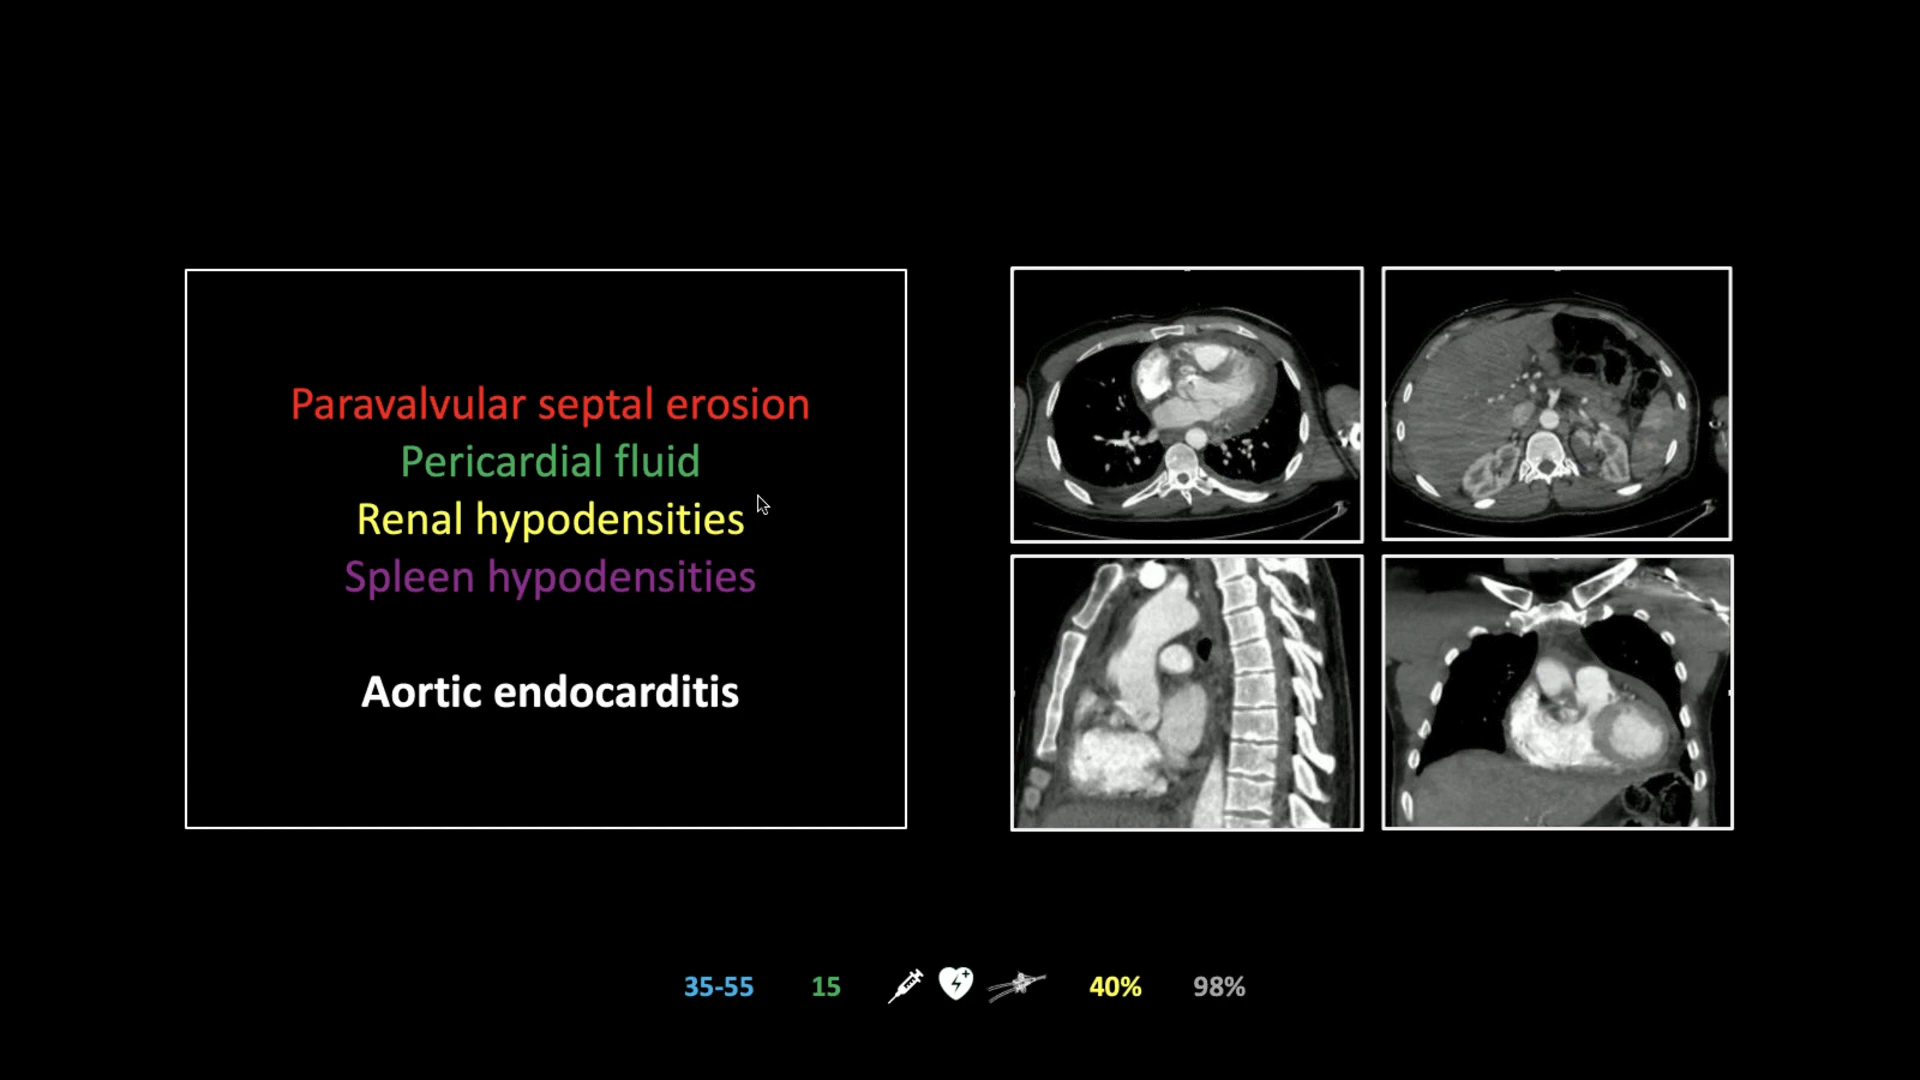 Paravalvular septal erosion
Pericardial fluid
Renal hypodensities
Spleen hypodensities
Aortic endocarditis
35-55 15 40% 98%